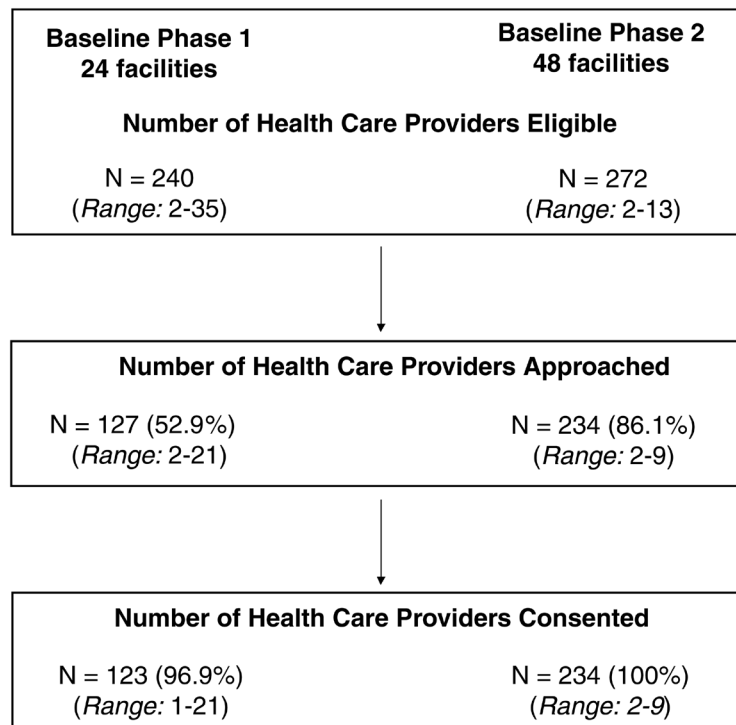 Baseline Phase 1
24 facilities
Baseline Phase 2
48 facilities
Number of Health Care Providers Eligible
N = 240
(Range: 2-35)
N = 272
(Range: 2-13)
Number of Health Care Providers Approached
N = 127 (52.9%)
(Range: 2-21)
N = 234 (86.1%)
(Range: 2-9)
Number of Health Care Providers Consented
N = 123 (96.9%)
(Range: 1-21)
N = 234 (100%)
(Range: 2-9)